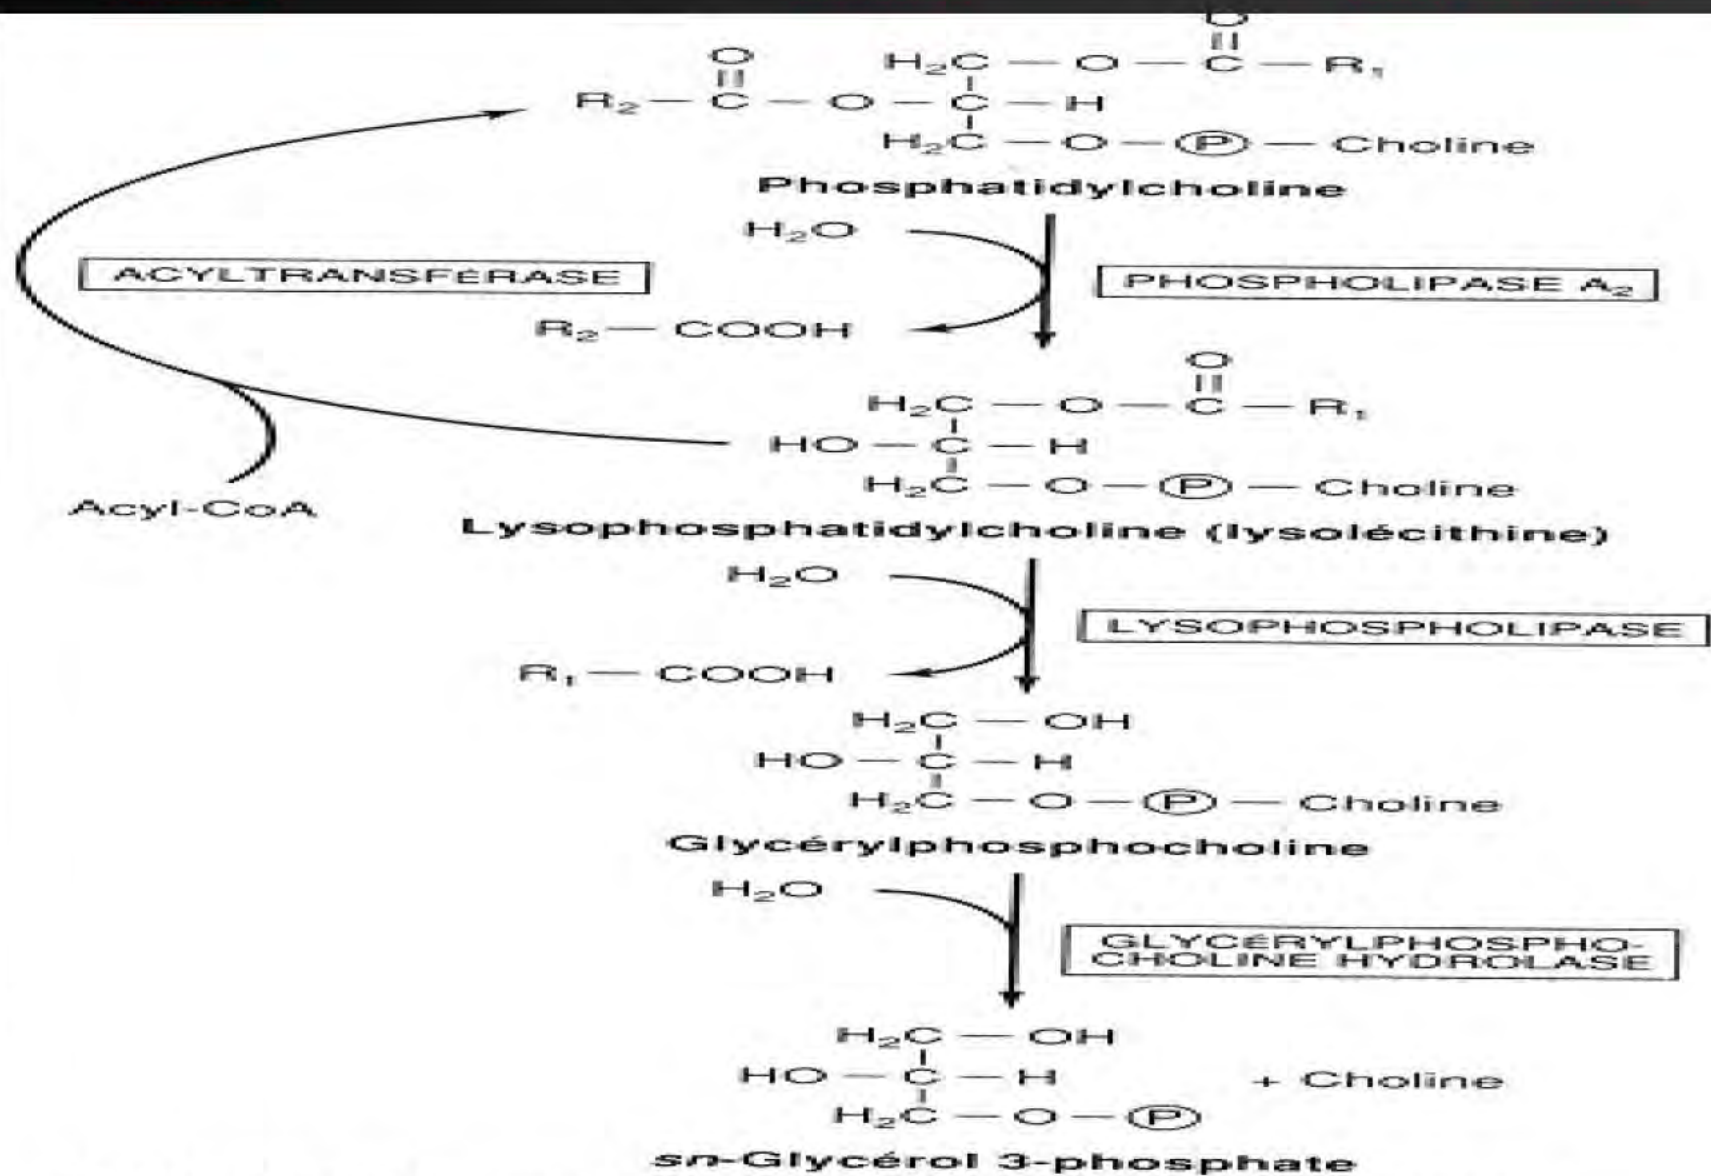 O
O
H₂C — O — C — R₁
R₂ — C — O — C — H
H₂C — O — P — Choline
Phosphatidylcholine
H₂O
ACYLTRANSFÉRASE
PHOSPHOLIPASE A₂
R₂ — COOH
O
H₂C — O — C — R₁
HO — C — H
H₂C — O — P — Choline
Acyl-CoA
Lysophosphatidylcholine (lysolécithine)
H₂O
LYSOPHOSPHOLIPASE
R₁ — COOH
H₂C — OH
HO — C — H
H₂C — O — P — Choline
Glycérylphosphocholine
H₂O
GLYCÉRYLPHOSPHO-
CHOLINE HYDROLASE
H₂C — OH
HO — C — H + Choline
H₂C — O — P
sn-Glycérol 3-phosphate